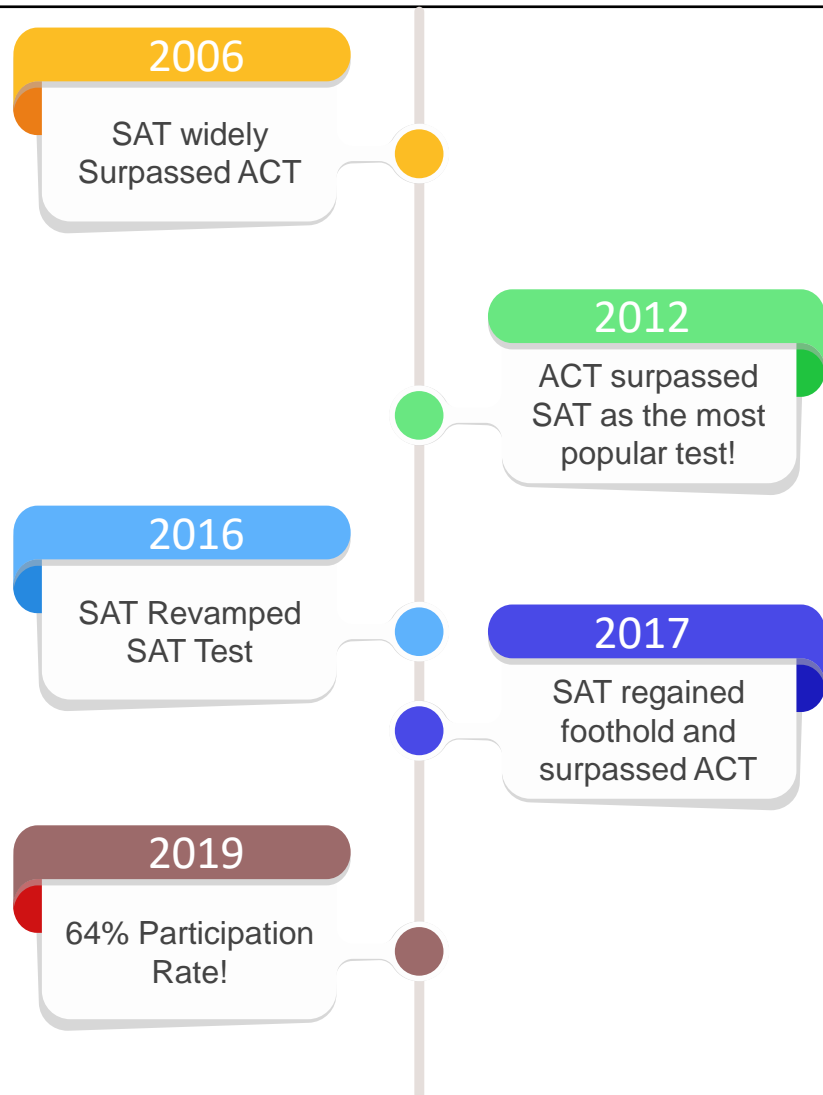 2006
SAT widely
Surpassed ACT
2012
ACT surpassed
SAT as the most
popular test!
2016
SAT Revamped
SAT Test
2017
SAT regained
foothold and
surpassed ACT
2019
64% Participation
Rate!